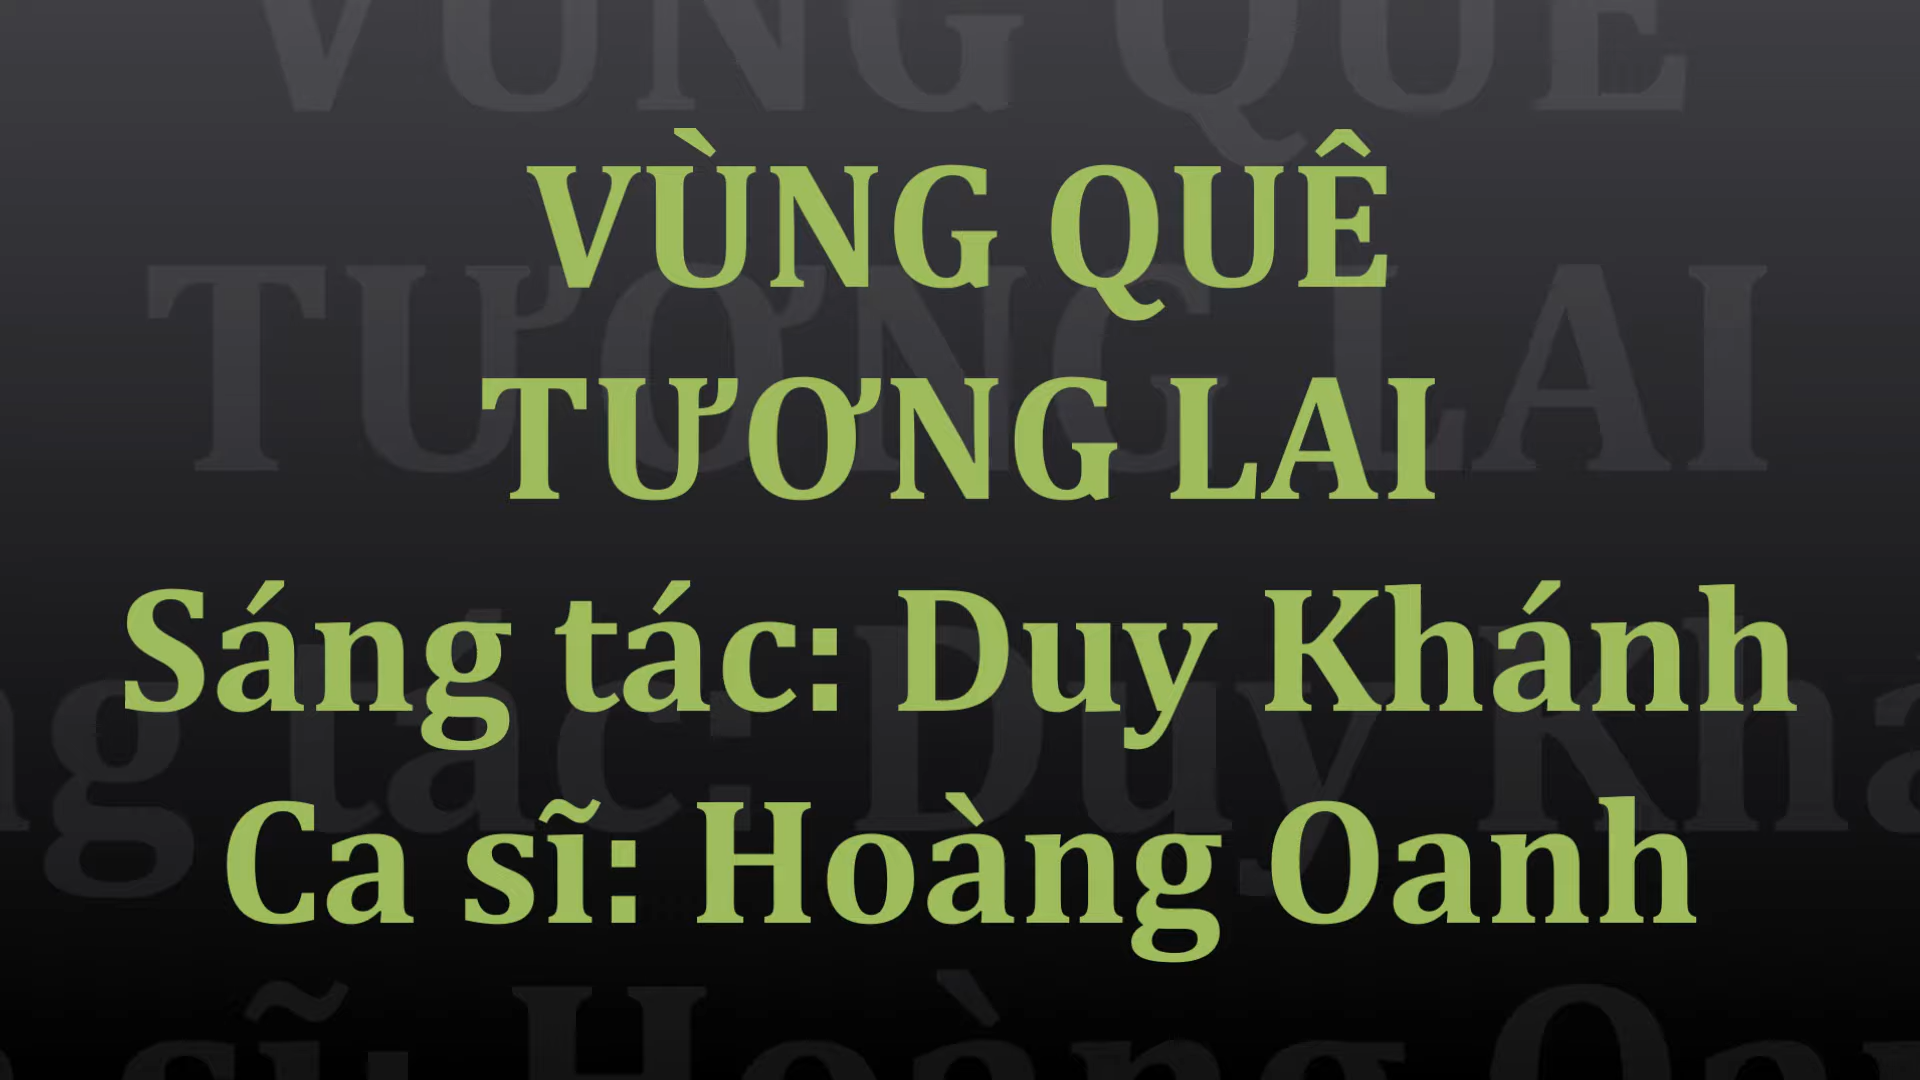 VÙNG QUÊ
TƯƠNG LAI
Sáng tác: Duy Khánh
Ca sĩ: Hoàng Oanh